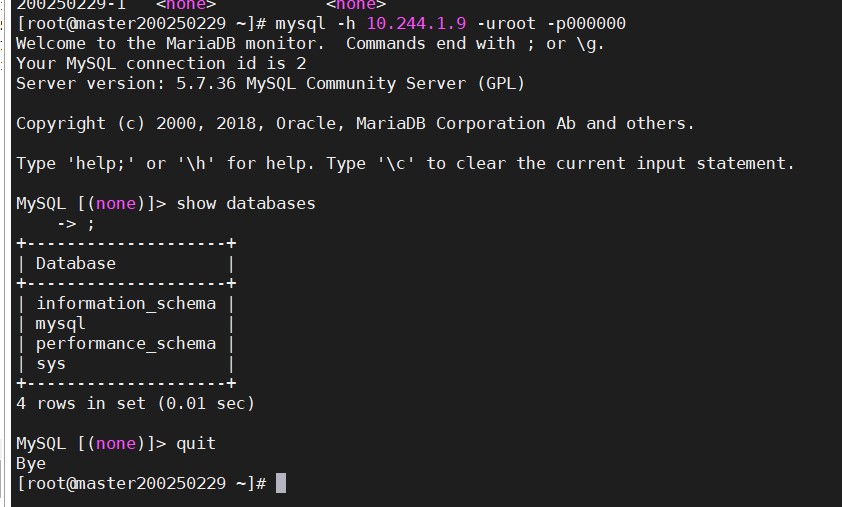 200250229-1   <none>           <none>
[root@master200250229 ~]# mysql -h 10.244.1.9 -uroot -p000000
Welcome to the MariaDB monitor.  Commands end with ; or \g.
Your MySQL connection id is 2
Server version: 5.7.36 MySQL Community Server (GPL)

Copyright (c) 2000, 2018, Oracle, MariaDB Corporation Ab and others.

Type 'help;' or '\h' for help. Type '\c' to clear the current input statement.

MySQL [(none)]> show databases
    -> ;
+--------------------+
| Database           |
+--------------------+
| information_schema |
| mysql              |
| performance_schema |
| sys                |
+--------------------+
4 rows in set (0.01 sec)

MySQL [(none)]> quit
Bye
[root@master200250229 ~]#